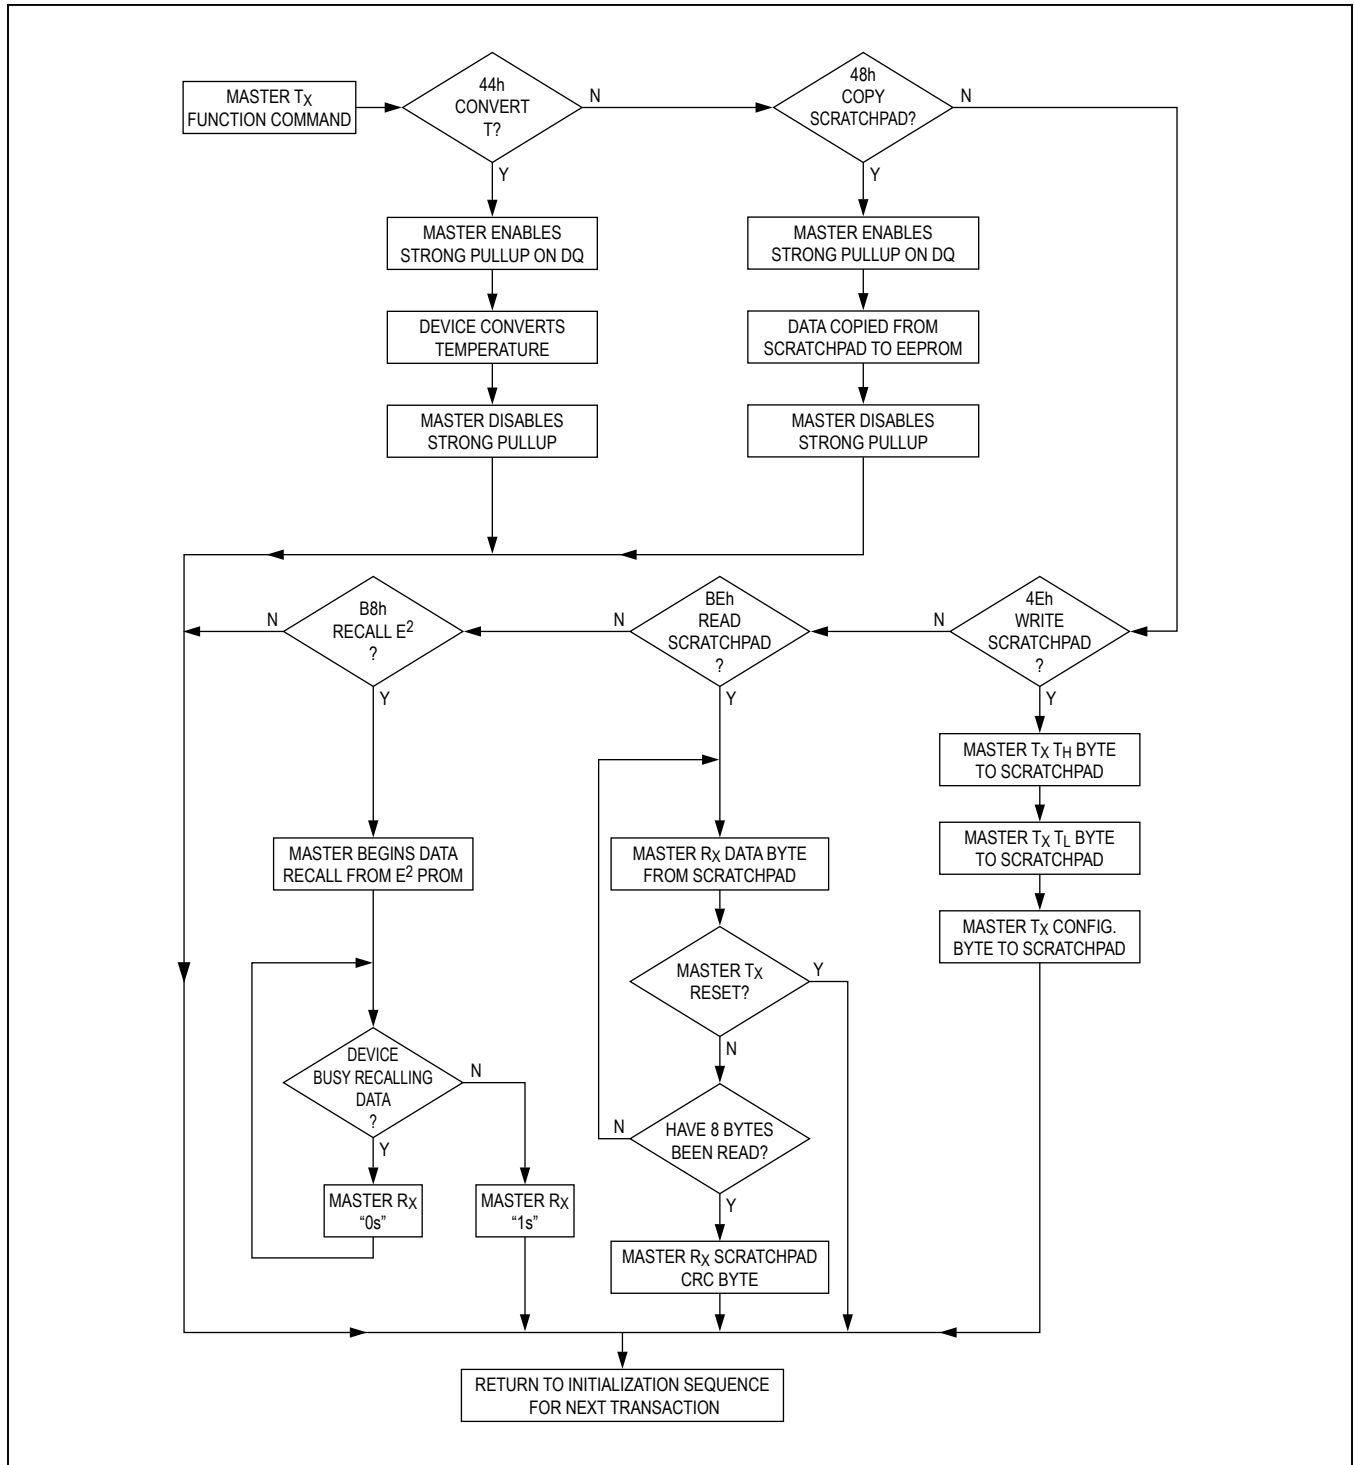 MASTER TX
FUNCTION COMMAND
44h
CONVERT
T?
N
Y
48h
COPY
SCRATCHPAD?
N
Y
MASTER ENABLES
STRONG PULLUP ON DQ
DEVICE CONVERTS
TEMPERATURE
MASTER DISABLES
STRONG PULLUP
MASTER ENABLES
STRONG PULLUP ON DQ
DATA COPIED FROM
SCRATCHPAD TO EEPROM
MASTER DISABLES
STRONG PULLUP
B8h
RECALL E2
?
N
Y
BEh
READ
SCRATCHPAD
?
N
Y
4Eh
WRITE
SCRATCHPAD
?
N
Y
MASTER TX TH BYTE
TO SCRATCHPAD
MASTER TX TL BYTE
TO SCRATCHPAD
MASTER TX CONFIG.
BYTE TO SCRATCHPAD
MASTER BEGINS DATA
RECALL FROM E2 PROM
DEVICE
BUSY RECALLING
DATA
?
N
Y
MASTER RX
“0s”
MASTER RX
“1s”
MASTER RX DATA BYTE
FROM SCRATCHPAD
MASTER TX
RESET?
Y
N
HAVE 8 BYTES
BEEN READ?
N
Y
MASTER RX SCRATCHPAD
CRC BYTE
RETURN TO INITIALIZATION SEQUENCE
FOR NEXT TRANSACTION